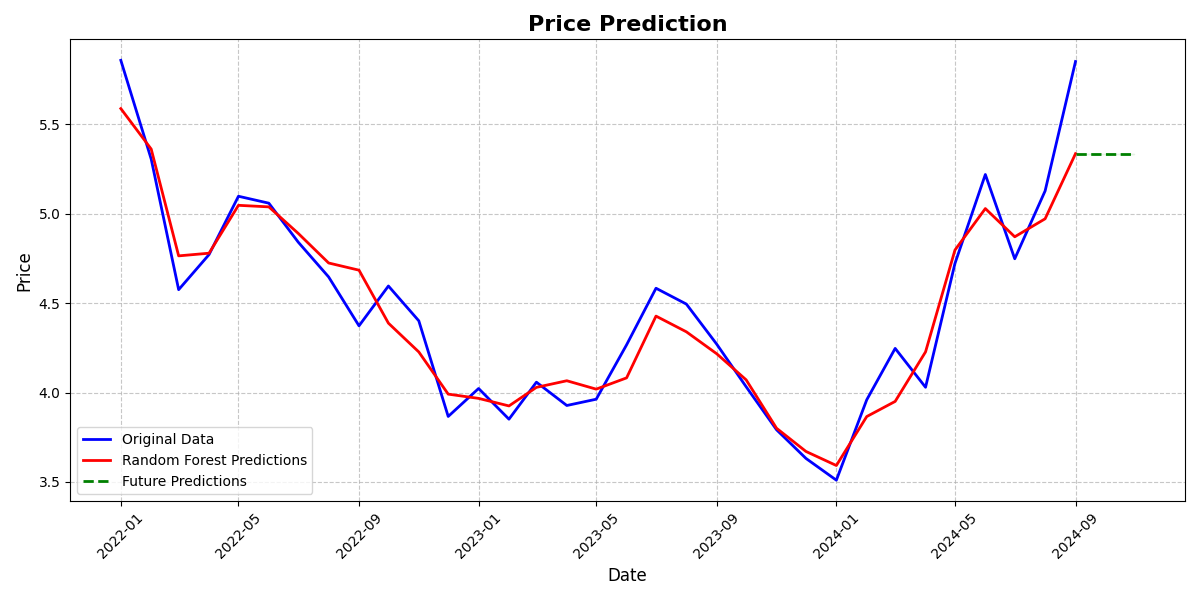 Price Prediction
Price
5.5
5.0
4.5
4.0
3.5
Original Data
Random Forest Predictions
Future Predictions
2022-01
2022-05
2022-09
2023-01
2023-05
2023-09
2024-01
2024-05
2024-09
Date